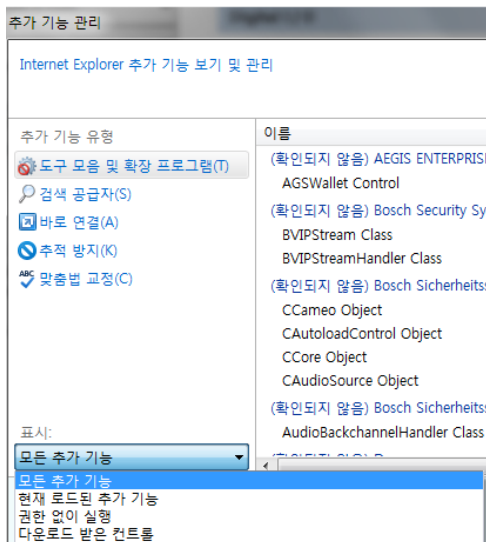 추가 기능 관리
Internet Explorer 추가 기능 보기 및 관리
추가 기능 유형
도구 모음 및 확장 프로그램(T)
검색 공급자(S)
바로 연결(A)
추적 방지(K)
ABC 맞춤법 교정(C)
표시:
모든 추가 기능
모든 추가 기능
현재 로드된 추가 기능
권한 없이 실행
다운로드 받은 컨트롤
이름
(확인되지 않음) AEGIS ENTERPRISE
AGSWallet Control
(확인되지 않음) Bosch Security Sy
BVIPStream Class
BVIPStreamHandler Class
(확인되지 않음) Bosch Sicherheitss
CCameo Object
CAutoloadControl Object
CCore Object
CAudioSource Object
(확인되지 않음) Bosch Sicherheitss
AudioBackchannelHandler Class